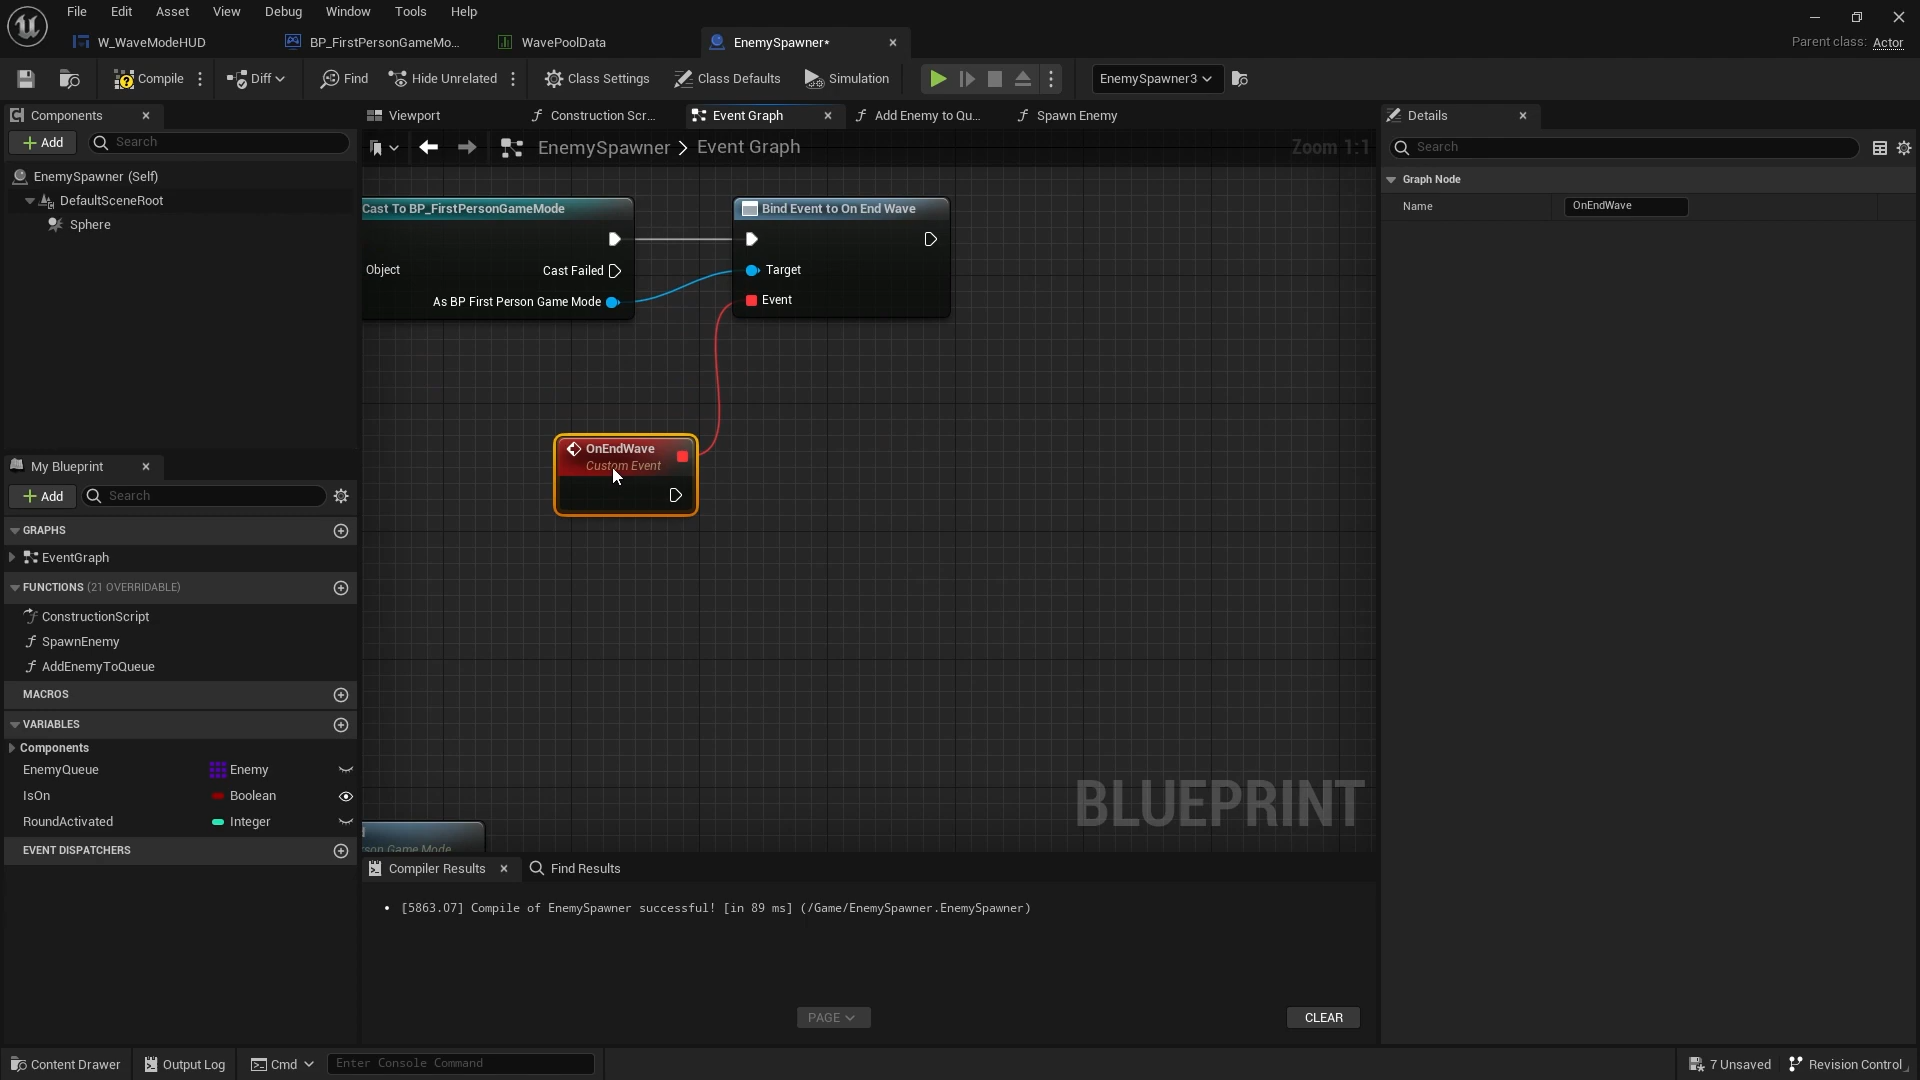 File Edit Asset View Debug Window Tools Help
W_WaveModeHUD BP_FirstPersonGameMo... WavePoolData EnemySpawner* Parent class: Actor
Compile Diff Find Hide Unrelated Class Settings Class Defaults Simulation EnemySpawner3
Components
Add Search
EnemySpawner (Self)
DefaultSceneRoot
Sphere
My Blueprint
Add Search
GRAPHS
EventGraph
FUNCTIONS (21 OVERRIDABLE)
ConstructionScript
SpawnEnemy
AddEnemyToQueue
MACROS
VARIABLES
Components
EnemyQueue Enemy
IsOn Boolean
RoundActivated Integer
EVENT DISPATCHERS
Viewport Construction Scr... Event Graph Add Enemy to Qu... Spawn Enemy
EnemySpawner > Event Graph Zoom 1:1
Cast To BP_FirstPersonGameMode
Object Cast Failed
As BP First Person Game Mode
Bind Event to On End Wave
Target
Event
OnEndWave
Custom Event
son Game Mode
BLUEPRINT
Compiler Results Find Results
• [5863.07] Compile of EnemySpawner successful! [in 89 ms] (/Game/EnemySpawner.EnemySpawner)
PAGE CLEAR
Details
Search
Graph Node
Name OnEndWave
Content Drawer Output Log Cmd Enter Console Command 7 Unsaved Revision Control